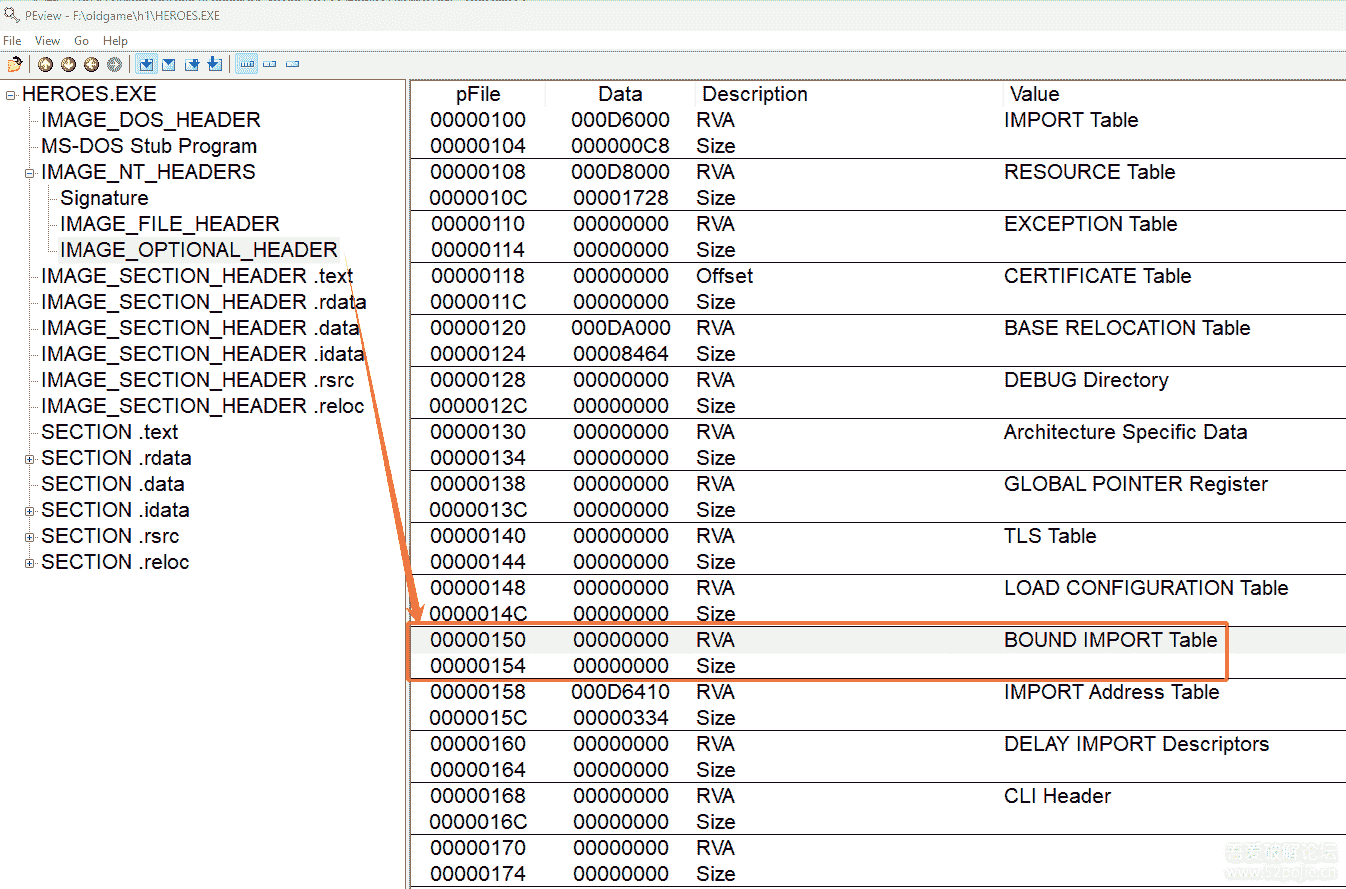 PEview - F:\oldgame\h1\HEROES.EXE
File View Go Help
HEROES.EXE
IMAGE_DOS_HEADER
MS-DOS Stub Program
IMAGE_NT_HEADERS
Signature
IMAGE_FILE_HEADER
IMAGE_OPTIONAL_HEADER
IMAGE_SECTION_HEADER .text
IMAGE_SECTION_HEADER .rdata
IMAGE_SECTION_HEADER .data
IMAGE_SECTION_HEADER .idata
IMAGE_SECTION_HEADER .rsrc
IMAGE_SECTION_HEADER .reloc
SECTION .text
SECTION .rdata
SECTION .data
SECTION .idata
SECTION .rsrc
SECTION .reloc
pFile Data Description Value
00000100 000D6000 RVA IMPORT Table
00000104 000000C8 Size
00000108 000D8000 RVA RESOURCE Table
0000010C 00001728 Size
00000110 00000000 RVA EXCEPTION Table
00000114 00000000 Size
00000118 00000000 Offset CERTIFICATE Table
0000011C 00000000 Size
00000120 000DA000 RVA BASE RELOCATION Table
00000124 00008464 Size
00000128 00000000 RVA DEBUG Directory
0000012C 00000000 Size
00000130 00000000 RVA Architecture Specific Data
00000134 00000000 Size
00000138 00000000 RVA GLOBAL POINTER Register
0000013C 00000000 Size
00000140 00000000 RVA TLS Table
00000144 00000000 Size
00000148 00000000 RVA LOAD CONFIGURATION Table
0000014C 00000000 Size
00000150 00000000 RVA BOUND IMPORT Table
00000154 00000000 Size
00000158 000D6410 RVA IMPORT Address Table
0000015C 00000334 Size
00000160 00000000 RVA DELAY IMPORT Descriptors
00000164 00000000 Size
00000168 00000000 RVA CLI Header
0000016C 00000000 Size
00000170 00000000 RVA
00000174 00000000 Size
吾爱破解论坛
www.52pojie.cn